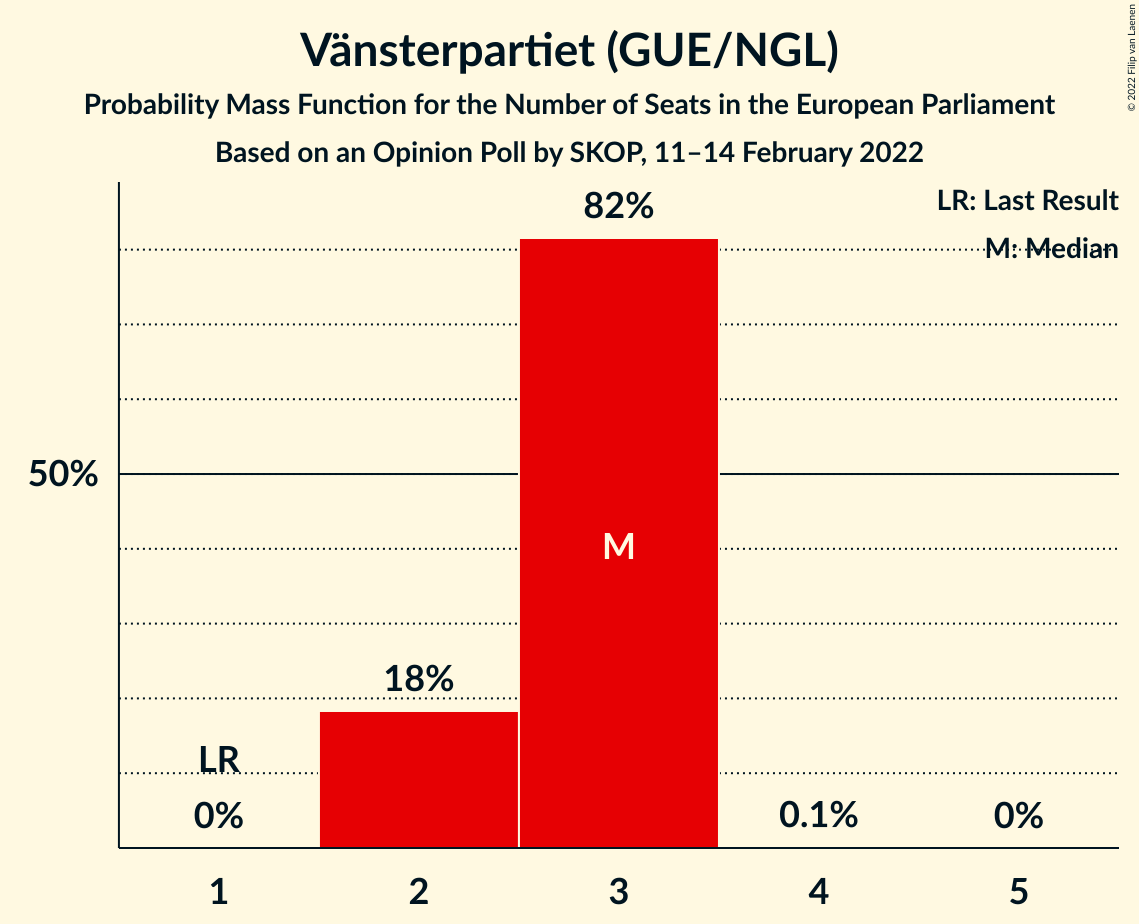 Vänsterpartiet (GUE/NGL)
Probability Mass Function for the Number of Seats in the European Parliament
Based on an Opinion Poll by SKOP, 11–14 February 2022
© 2022 Filip van Laenen
LR: Last Result
M: Median
82%
50%
M
18%
LR
0%
0.1%
0%
1 2 3 4 5